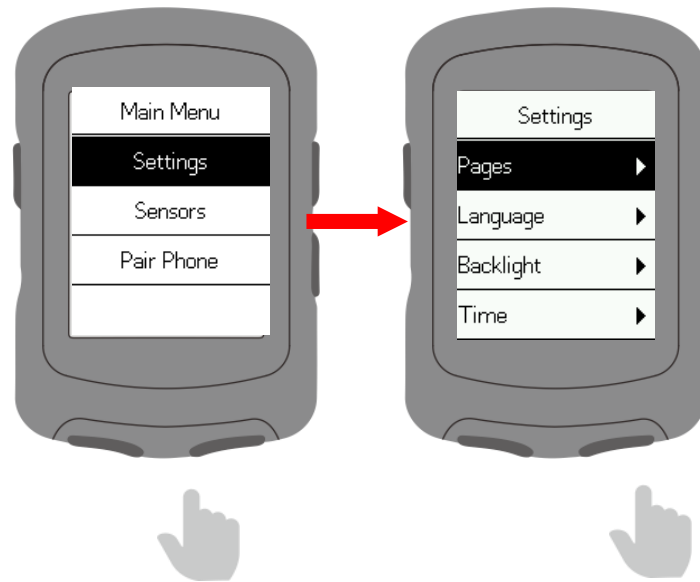 Main Menu
Settings
Sensors
Pair Phone
Settings
Pages
Language
Backlight
Time